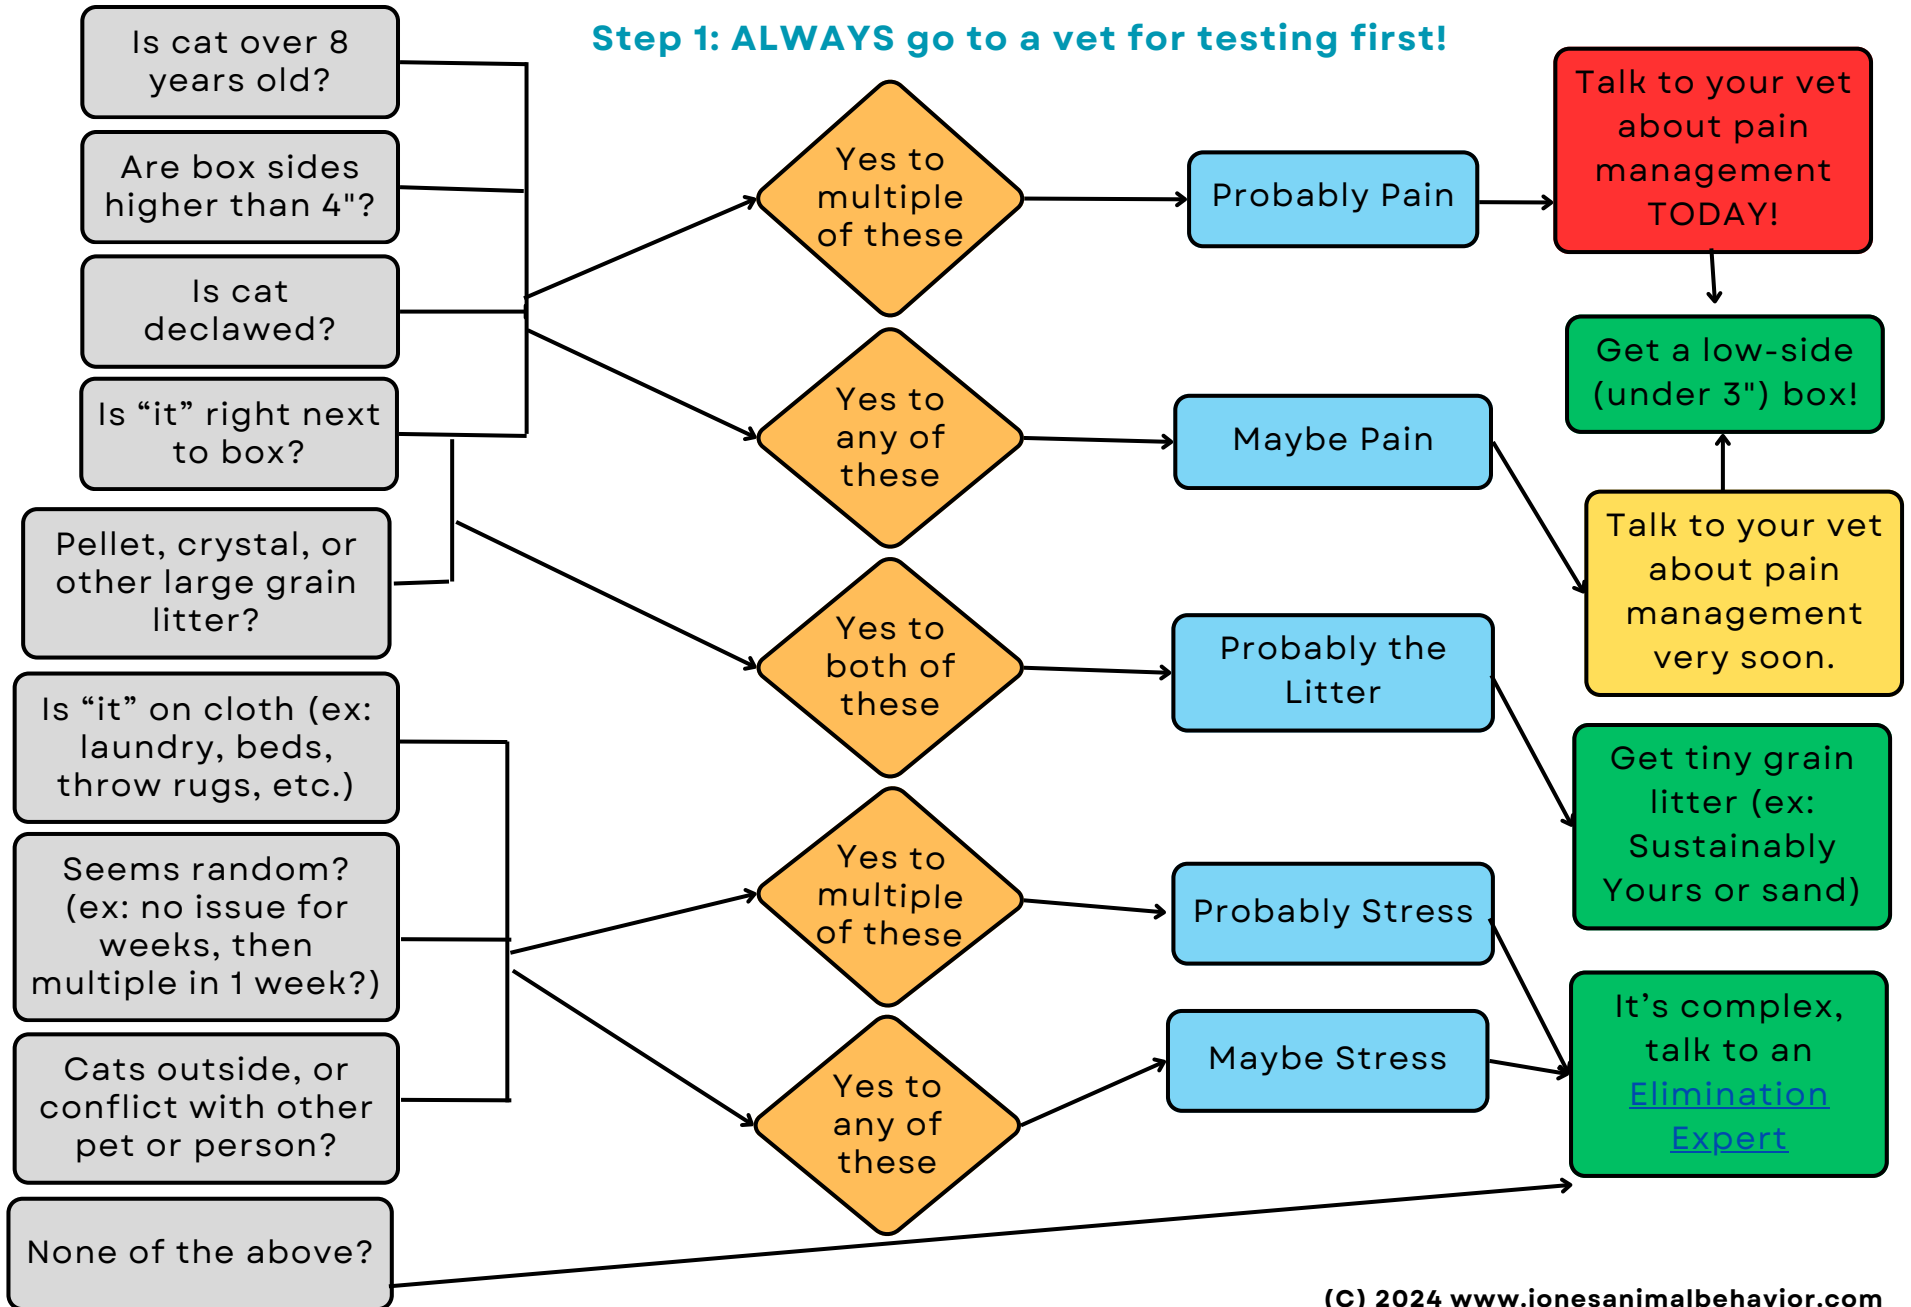 Step 1: ALWAYS go to a vet for testing first!
Is cat over 8
years old?
Are box sides
higher than 4"?
Is cat
declawed?
Is “it” right next
to box?
Pellet, crystal, or
other large grain
litter?
Is “it” on cloth (ex:
laundry, beds,
throw rugs, etc.)
Seems random?
(ex: no issue for
weeks, then
multiple in 1 week?)
Cats outside, or
conflict with other
pet or person?
None of the above?
Yes to
multiple
of these
Yes to
any of
these
Yes to
both of
these
Yes to
multiple
of these
Yes to
any of
these
Probably Pain
Maybe Pain
Probably the
Litter
Probably Stress
Maybe Stress
Talk to your vet
about pain
management
TODAY!
Get a low-side
(under 3") box!
Talk to your vet
about pain
management
very soon.
Get tiny grain
litter (ex:
Sustainably
Yours or sand)
It’s complex,
talk to an
Elimination
Expert
(C) 2024 www.jonesanimalbehavior.com